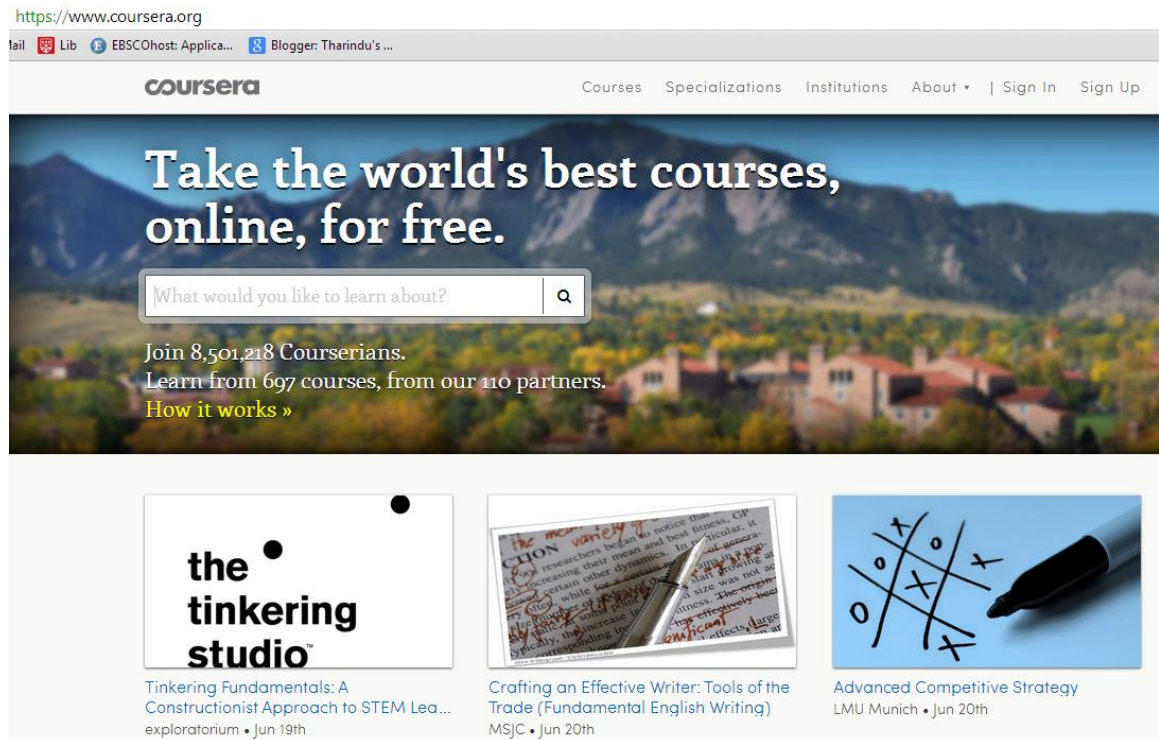 https://www.coursera.org
Lib EBSCOhost: Applica... Blogger: Tharindu's ...
coursera Courses Specializations Institutions About | Sign In Sign Up
Take the world's best courses,
online, for free.
What would you like to learn about?
Join 8,501,218 Courserians.
Learn from 697 courses, from our 110 partners.
How it works »
the
tinkering
studio™
Tinkering Fundamentals: A
Constructionist Approach to STEM Lea...
exploratorium • Jun 19th
Crafting an Effective Writer: Tools of the
Trade (Fundamental English Writing)
MSJC • Jun 20th
Advanced Competitive Strategy
LMU Munich • Jun 20th